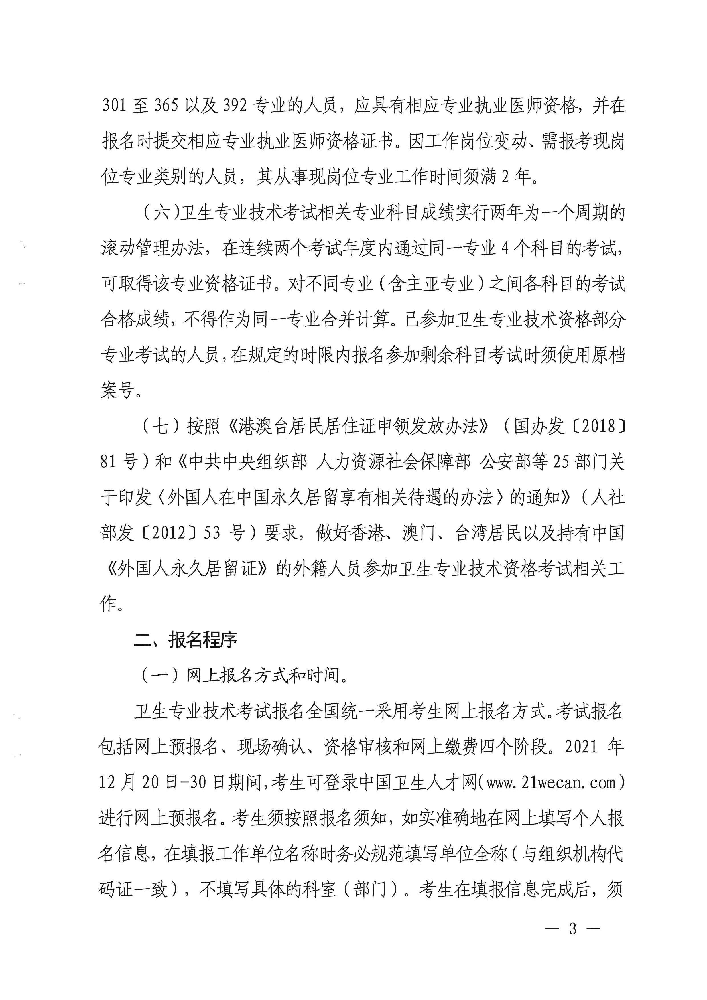 301 至 365 以及 392 专业的人员，应具有相应专业执业医师资格，并在
报名时提交相应专业执业医师资格证书。因工作岗位变动、需报考现岗
位专业类别的人员，其从事现岗位专业工作时间须满 2 年。
（六）卫生专业技术考试相关专业科目成绩实行两年为一个周期的
滚动管理办法，在连续两个考试年度内通过同一专业 4 个科目的考试，
可取得该专业资格证书。对不同专业（含主亚专业）之间各科目的考试
合格成绩，不得作为同一专业合并计算。已参加卫生专业技术资格部分
专业考试的人员，在规定的时限内报名参加剩余科目考试时须使用原档
案号。
（七）按照《港澳台居民居住证申领发放办法》（国办发〔2018〕
81 号）和《中共中央组织部 人力资源社会保障部 公安部等 25 部门关
于印发〈外国人在中国永久居留享有相关待遇的办法〉的通知》（人社
部发〔2012〕53 号）要求，做好香港、澳门、台湾居民以及持有中国
《外国人永久居留证》的外籍人员参加卫生专业技术资格考试相关工
作。
二、报名程序
（一）网上报名方式和时间。
卫生专业技术考试报名全国统一采用考生网上报名方式。考试报名
包括网上预报名、现场确认、资格审核和网上缴费四个阶段。2021 年
12 月 20 日-30 日期间，考生可登录中国卫生人才网(www.21wecan.com)
进行网上预报名。考生须按照报名须知，如实准确地在网上填写个人报
名信息，在填报工作单位名称时务必规范填写单位全称（与组织机构代
码证一致），不填写具体的科室（部门）。考生在填报信息完成后，须
— 3 —